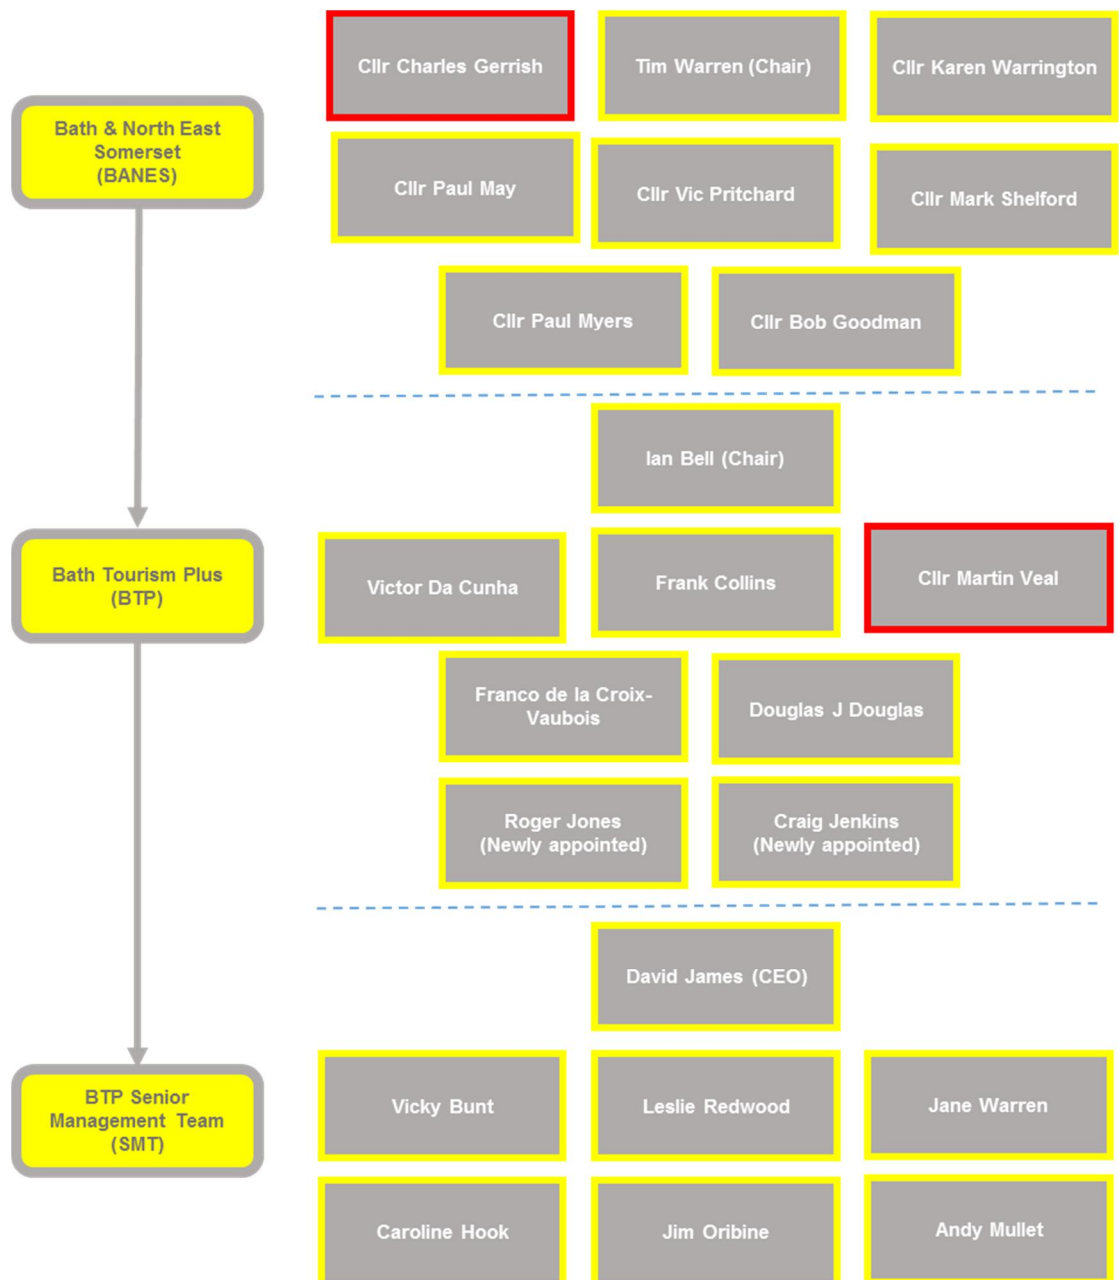 Cllr Charles Gerrish
Tim Warren (Chair)
Cllr Karen Warrington
Bath & North East
Somerset
(BANES)
Cllr Paul May
Cllr Vic Pritchard
Cllr Mark Shelford
Cllr Paul Myers
Cllr Bob Goodman
Ian Bell (Chair)
Bath Tourism Plus
(BTP)
Victor Da Cunha
Frank Collins
Cllr Martin Veal
Franco de la Croix-
Vaubois
Douglas J Douglas
Roger Jones
(Newly appointed)
Craig Jenkins
(Newly appointed)
David James (CEO)
BTP Senior
Management Team
(SMT)
Vicky Bunt
Leslie Redwood
Jane Warren
Caroline Hook
Jim Oribine
Andy Mullet